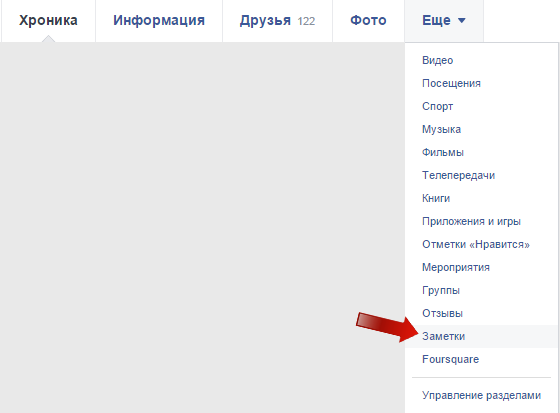 Хроника Информация Друзья 122 Фото Еще
Видео
Посещения
Спорт
Музыка
Фильмы
Телепередачи
Книги
Приложения и игры
Отметки «Нравится»
Мероприятия
Группы
Отзывы
Заметки
Foursquare
Управление разделами